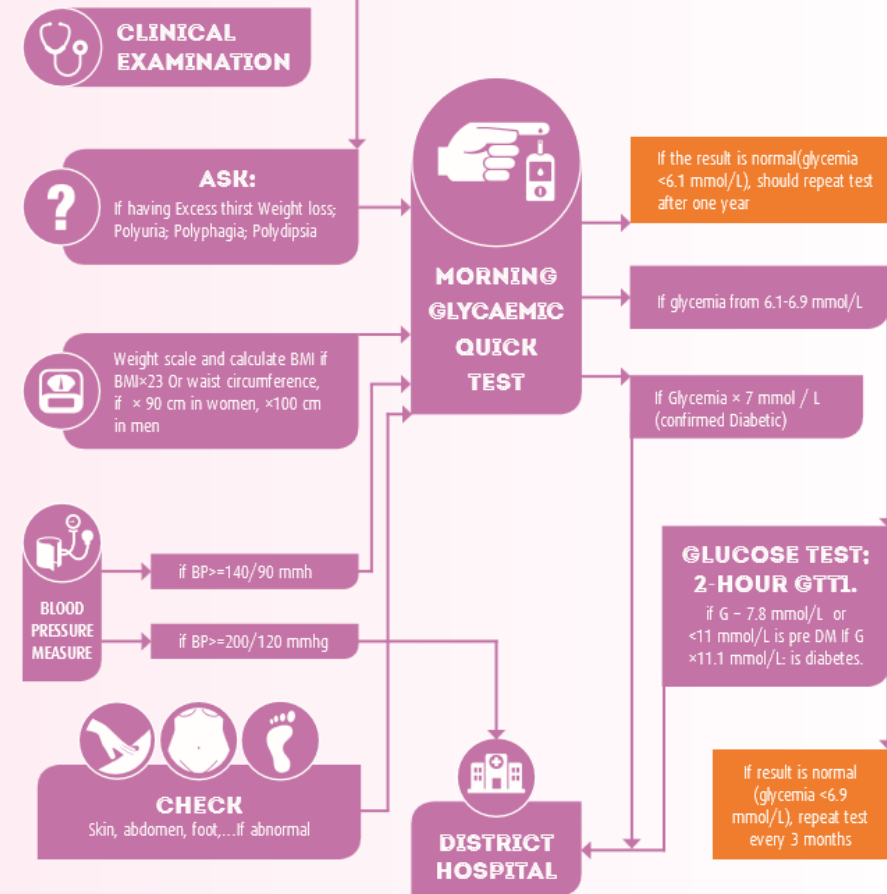 CLINICAL
EXAMINATION
ASK:
If having Excess thirst Weight loss;
Polyuria; Polyphagia; Polydipsia
Weight scale and calculate BMI if
BMI×23 Or waist circumference,
if × 90 cm in women, ×100 cm
in men
BLOOD
PRESSURE
MEASURE
if BP>=140/90 mmh
if BP>=200/120 mmhg
CHECK
Skin, abdomen, foot,...If abnormal
MORNING
GLYCAEMIC
QUICK
TEST
If the result is normal(glycemia
<6.1 mmol/L), should repeat test
after one year
If glycemia from 6.1-6.9 mmol/L
If Glycemia × 7 mmol / L
(confirmed Diabetic)
GLUCOSE TEST;
2-HOUR GTT1.
if G – 7.8 mmol/L or
<11 mmol/L is pre DM If G
×11.1 mmol/L: is diabetes.
If result is normal
(glycemia <6.9
mmol/L), repeat test
every 3 months
DISTRICT
HOSPITAL